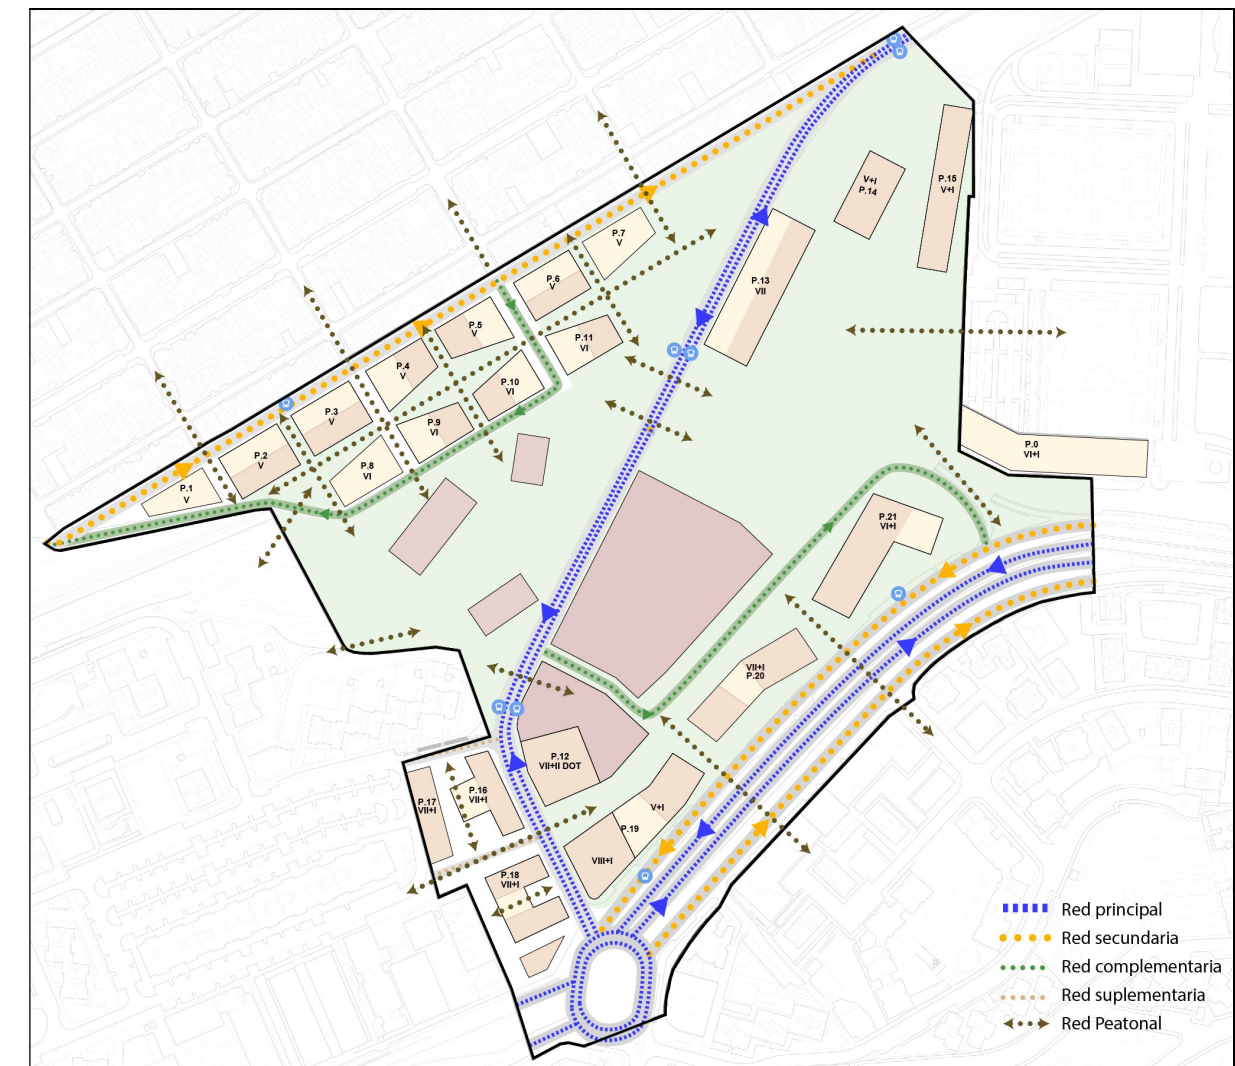 P.15
V+I
V+I
P.14
P.7
V
P.6
V
P.13
VII
P.5
V
P.11
VI
P.4
V
P.10
VI
P.3
V
P.9
VI
P.0
VI+I
P.2
V
P.8
VI
P.1
V
P.21
VI+I
VII+I
P.20
P.12
VII+II DOT
P.16
VII+I
P.17
VII+I
V+I
P.19
VIII+I
P.18
VII+I
Red principal
Red secundaria
Red complementaria
Red suplementaria
Red Peatonal